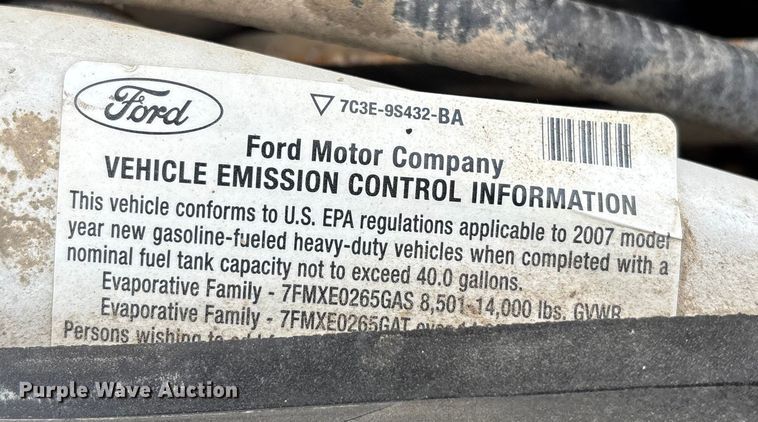 Ford
7C3E-9S432-BA
Ford Motor Company
VEHICLE EMISSION CONTROL INFORMATION
This vehicle conforms to U.S. EPA regulations applicable to 2007 model
year new gasoline-fueled heavy-duty vehicles when completed with a
nominal fuel tank capacity not to exceed 40.0 gallons.
Evaporative Family - 7FMXE0265GAS 8,501-14,000 lbs. GVWR
Evaporative Family - 7FMXE0265GAT
Persons wishing to
Purple Wave Auction